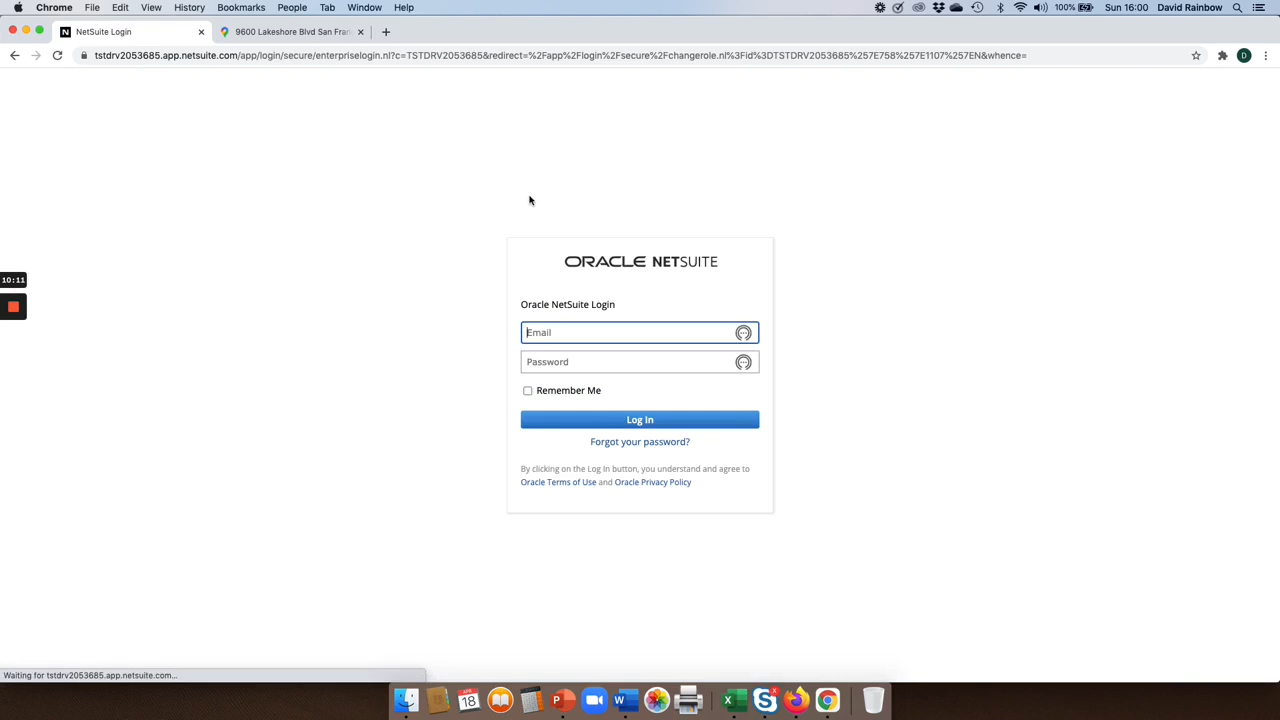 Chrome File Edit View History Bookmarks People Tab Window Help 100% Sun 16:00 David Rainbow
NetSuite Login 9600 Lakeshore Blvd San Fran
tstdrv2053685.app.netsuite.com/app/login/secure/enterpriselogin.nl?c=TSTDRV2053685&redirect=%2Fapp%2Flogin%2Fsecure%2Fchangerole.nl%3Fid%3DTSTDRV2053685%257E758%257E1107%257EN&whence= D
ORACLE NETSUITE
10:11
Oracle NetSuite Login
Email
Password
Remember Me
Log In
Forgot your password?
By clicking on the Log In button, you understand and agree to
Oracle Terms of Use and Oracle Privacy Policy
Waiting for tstdrv2053685.app.netsuite.com...
APR
18